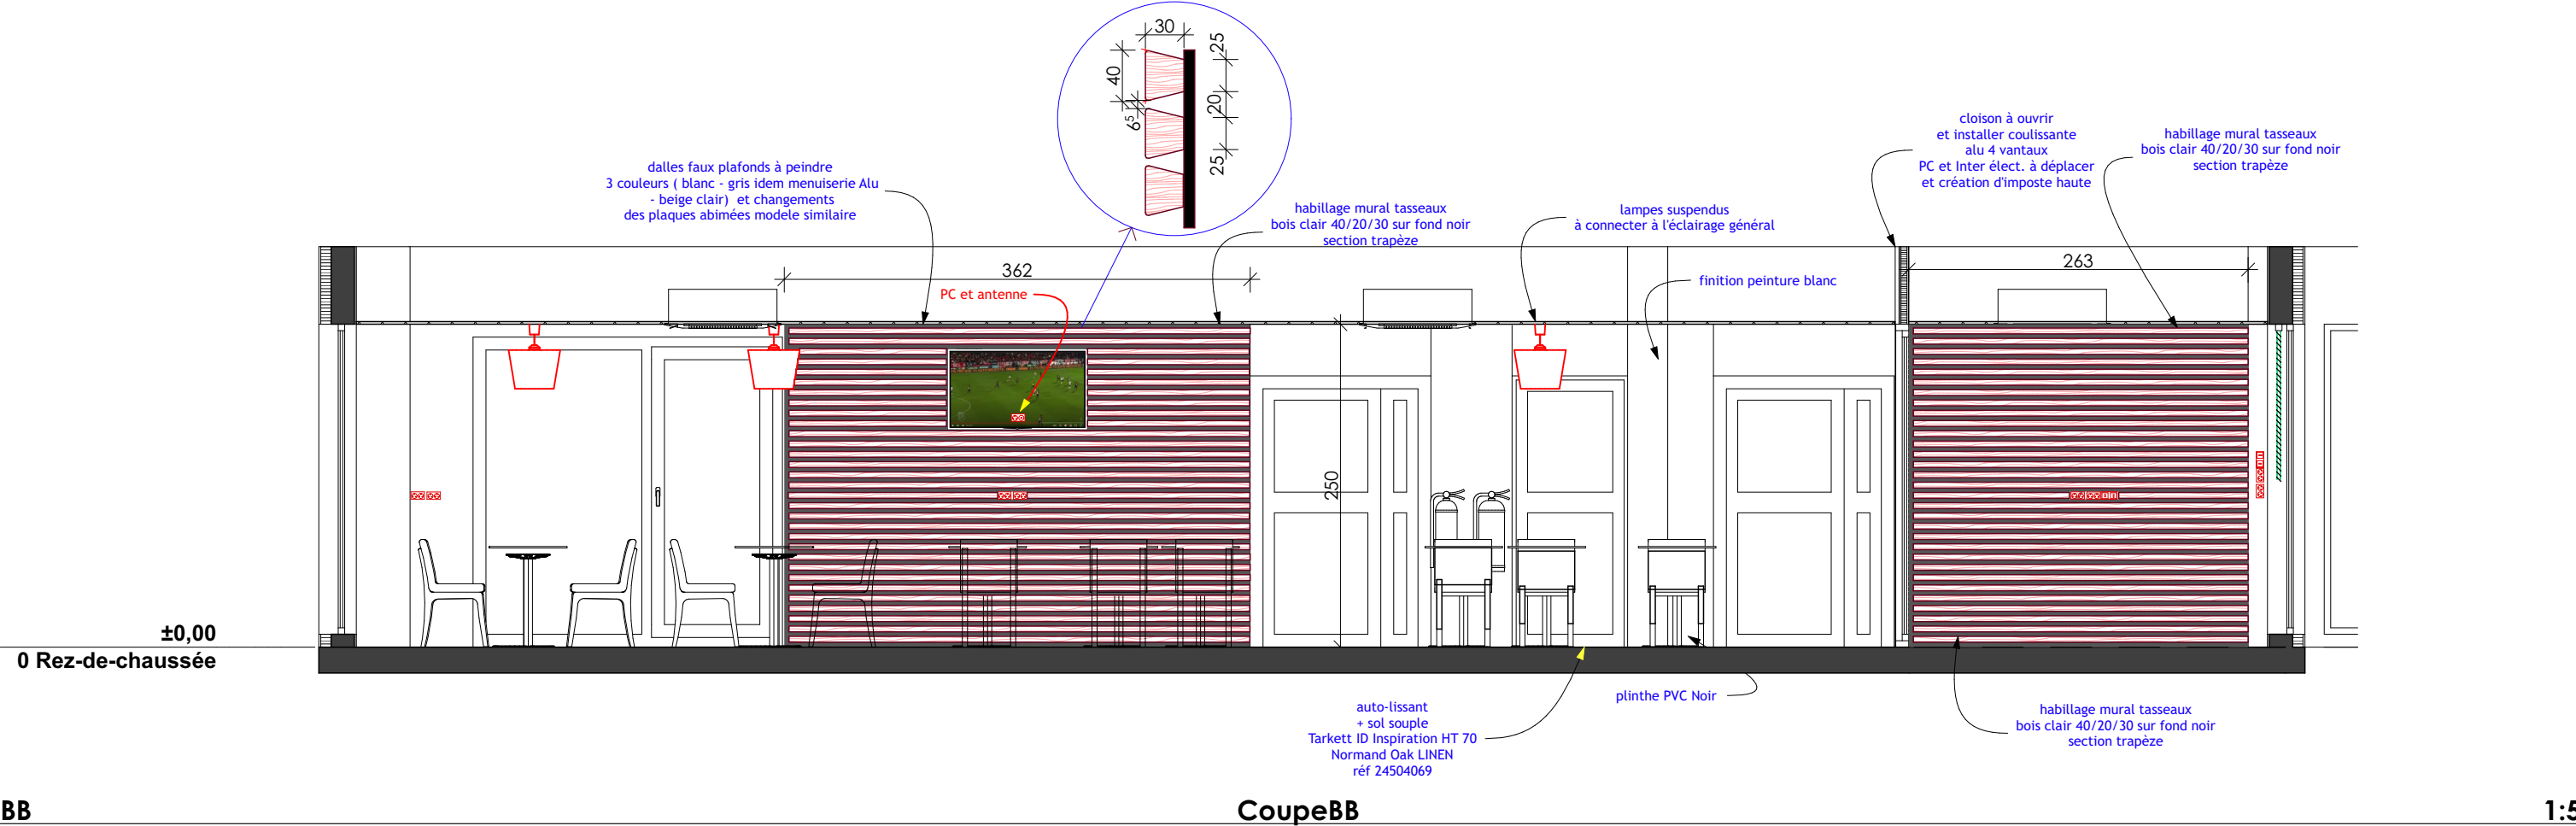 30
25
40
20
6⁵
25
dalles faux plafonds à peindre
3 couleurs ( blanc - gris idem menuiserie Alu
- beige clair)  et changements
des plaques abimées modele similaire
habillage mural tasseaux
bois clair 40/20/30 sur fond noir
section trapèze
lampes suspendus
à connecter à l'éclairage général
cloison à ouvrir
et installer coulissante
alu 4 vantaux
PC et Inter élect. à déplacer
et création d'imposte haute
habillage mural tasseaux
bois clair 40/20/30 sur fond noir
section trapèze
362
PC et antenne
finition peinture blanc
263
250
±0,00
0 Rez-de-chaussée
plinthe PVC Noir
auto-lissant
+ sol souple
Tarkett ID Inspiration HT 70
Normand Oak LINEN
réf 24504069
habillage mural tasseaux
bois clair 40/20/30 sur fond noir
section trapèze
BB
CoupeBB
1:5